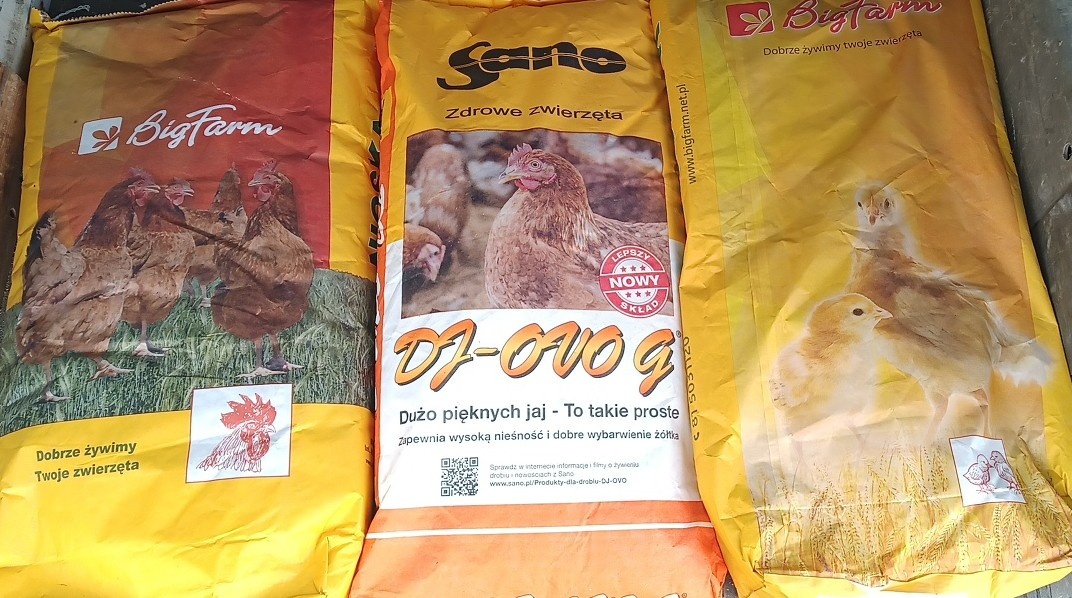 BigFarm
Dobrze żywimy
Twoje zwierzęta
Sano
Zdrowe zwierzęta
LEPSZY
NOWY
SKŁAD
DJ-OVO G®
Dużo pięknych jaj - To takie proste
Zapewnia wysoką nieśność i dobre wybarwienie żółtka
Sprawdź w internecie informacje i filmy o żywieniu
drobiu i nowościach z Sano
www.sano.pl/Produkty-dla-drobiu-DJ-OVO
BigFarm
Dobrze żywimy twoje zwierzęta
www.bigfarm.net.pl